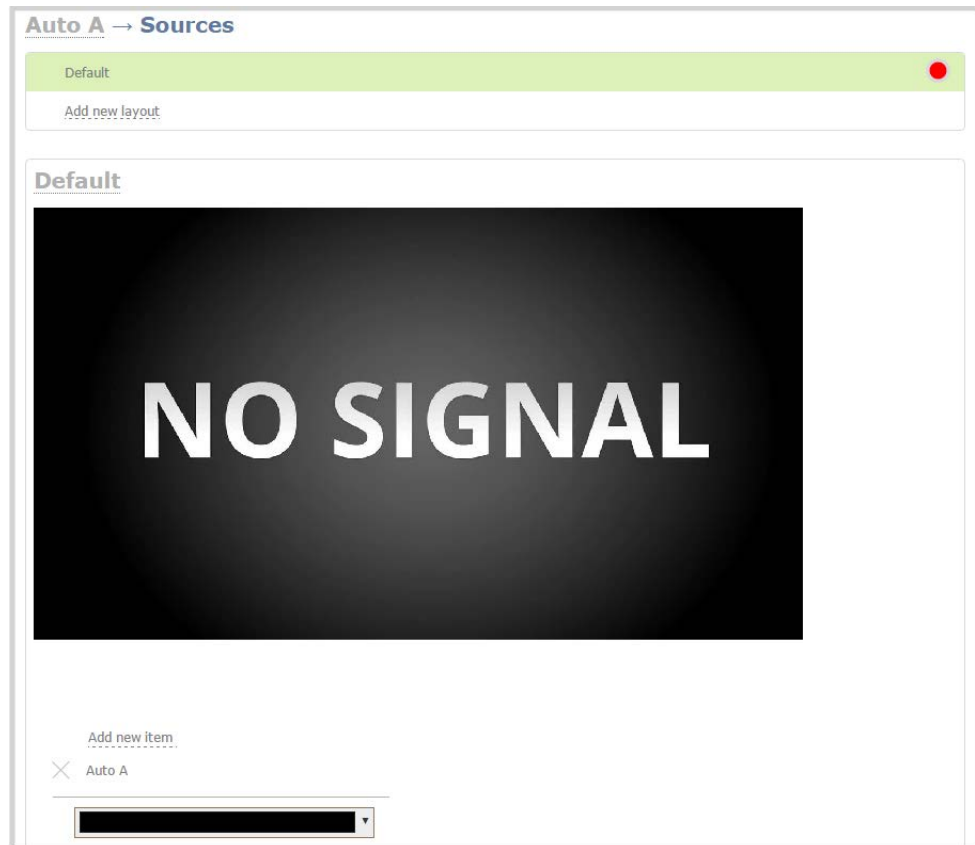 Auto A → Sources
Default
Add new layout
Default
NO SIGNAL
Add new item
Auto A